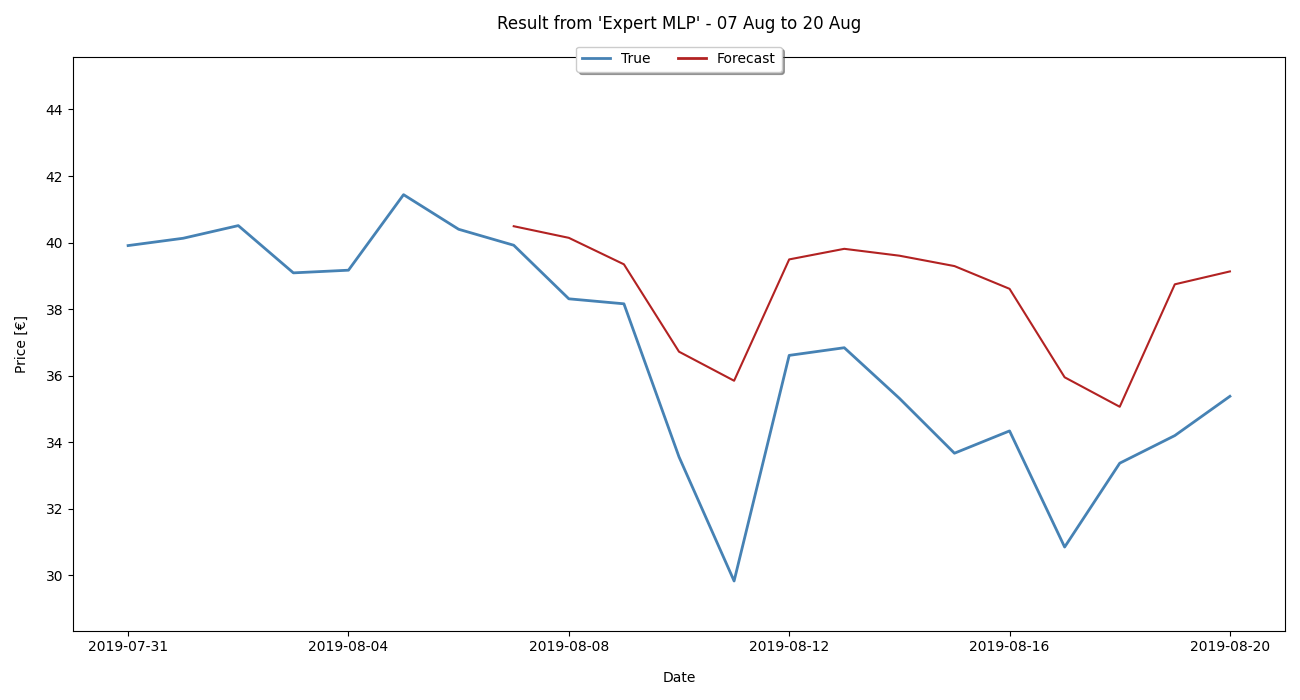 Result from 'Expert MLP' - 07 Aug to 20 Aug
True Forecast
44
42
40
38
36
34
32
30
Price [€]
2019-07-31 2019-08-04 2019-08-08 2019-08-12 2019-08-16 2019-08-20
Date